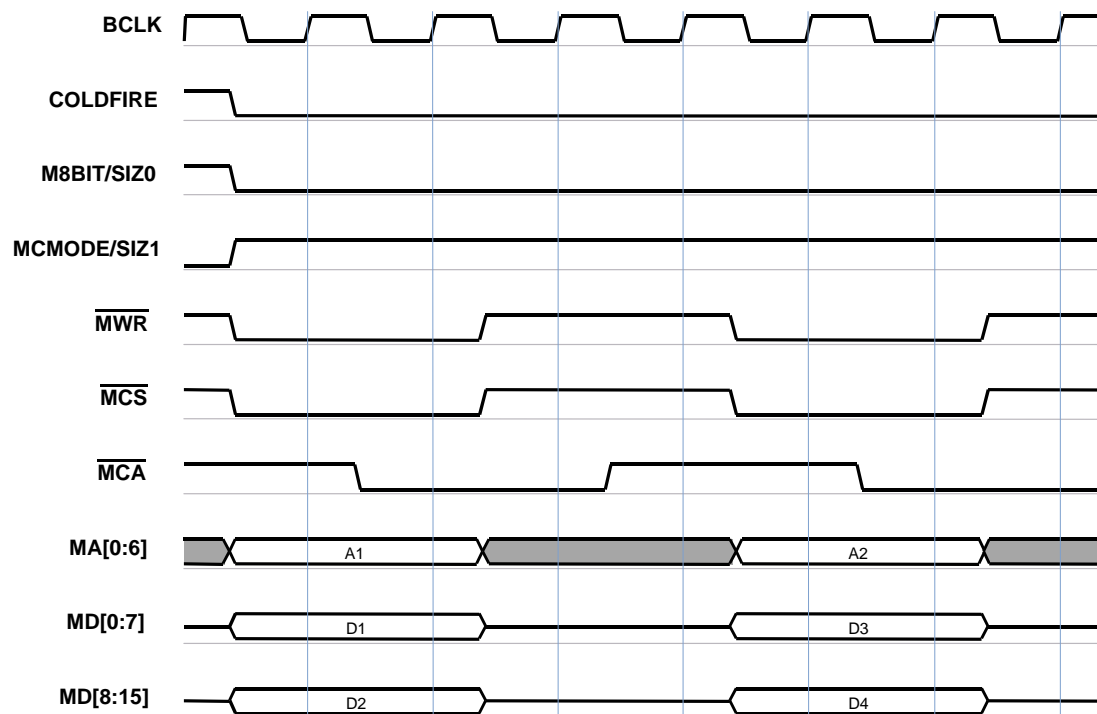 BCLK
COLDFIRE
M8BIT/SIZ0
MCMODE/SIZ1
MWR
MCS
MCA
MA[0:6] A1 A2
MD[0:7] D1 D3
MD[8:15] D2 D4